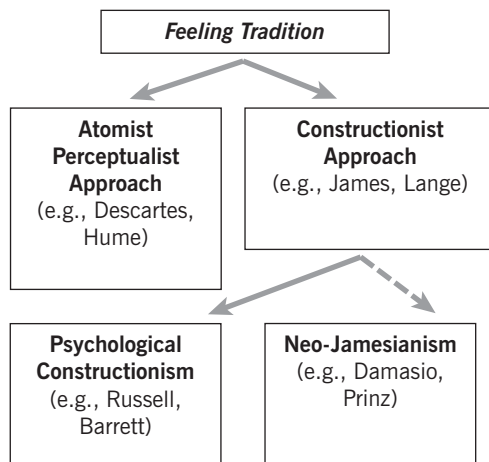 Feeling Tradition
Atomist
Perceptualist
Approach
(e.g., Descartes,
Hume)
Constructionist
Approach
(e.g., James, Lange)
Psychological
Constructionism
(e.g., Russell,
Barrett)
Neo-Jamesianism
(e.g., Damasio,
Prinz)